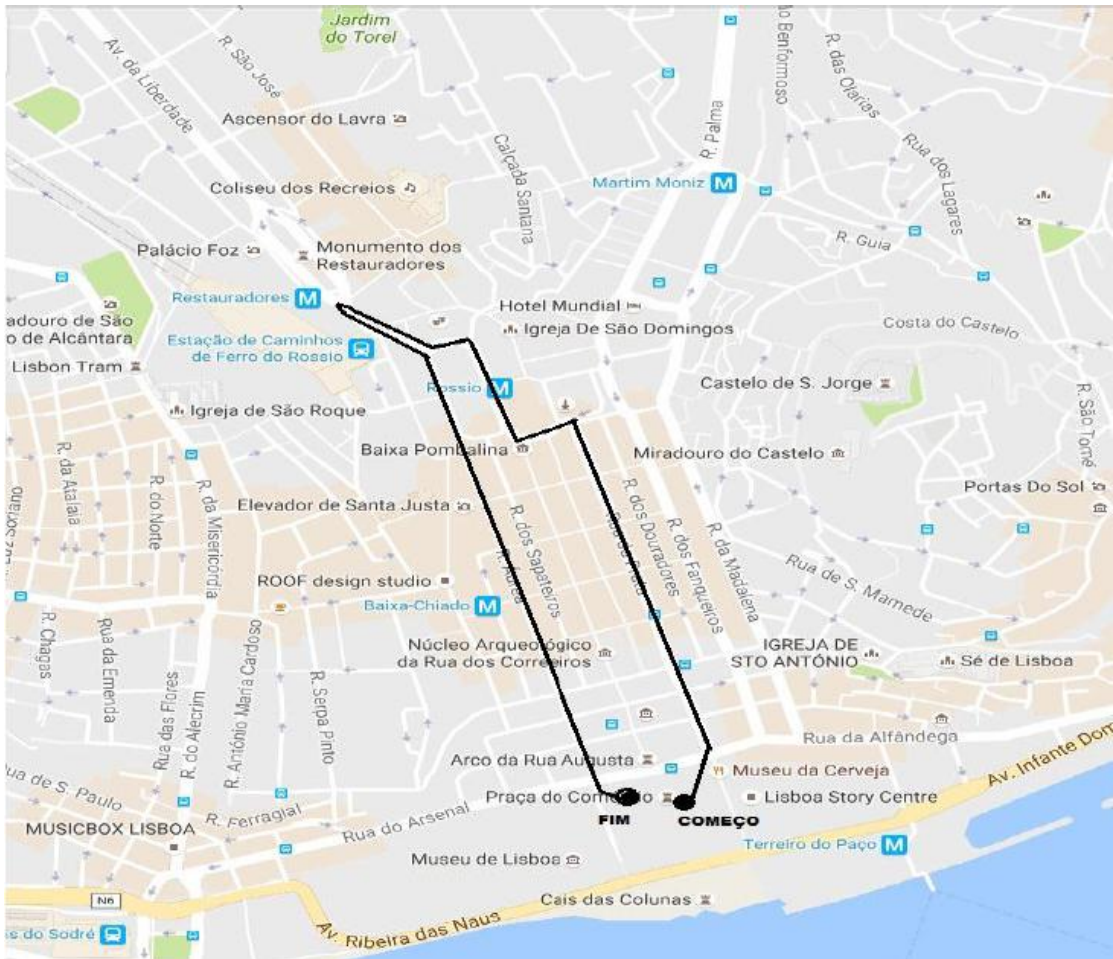 Jardim
do Torel
R. São José
Av. da Liberdade
Benformoso
R. das Olarias
Ascensor do Lavra
Calçada Santana
R. Palma
Rua dos Lagares
Coliseu dos Recreios
Martim Moniz
M
Palácio Foz
Monumento dos
Restauradores
R. Guia
Restauradores
M
Hotel Mundial
Igreja De São Domingos
adouro de São
o de Alcântara
Costa do Castelo
Estação de Caminhos
de Ferro do Rossio
Lisbon Tram
Rossio
M
Castelo de S. Jorge
R. São Tomé
Igreja de São Roque
Baixa Pombalina
Miradouro do Castelo
Portas Do Sol
R. da Atalaia
R. do Norte
R. da Misericórdia
Elevador de Santa Justa
R. dos Sapateiros
R. Áurea
R. dos Douradores
R. dos Fanqueiros
R. da Madalena
Rua de S. Mamede
ROOF design studio
Baixa-Chiado
M
R. Chagas
Rua da Emenda
Núcleo Arqueológico
da Rua dos Correeiros
IGREJA DE
STO ANTÓNIO
Sé de Lisboa
Rua das Flores
R. do Alecrim
R. António Maria Cardoso
R. Serpa Pinto
Rua da Alfândega
Arco da Rua Augusta
Museu da Cerveja
Av. Infante Dom
ua de S. Paulo
Praça do Comércio
Lisboa Story Centre
FIM
COMEÇO
R. Ferragial
Rua do Arsenal
MUSICBOX LISBOA
Museu de Lisboa
Terreiro do Paço
M
Cais das Colunas
N6
Av. Ribeira das Naus
s do Sodré